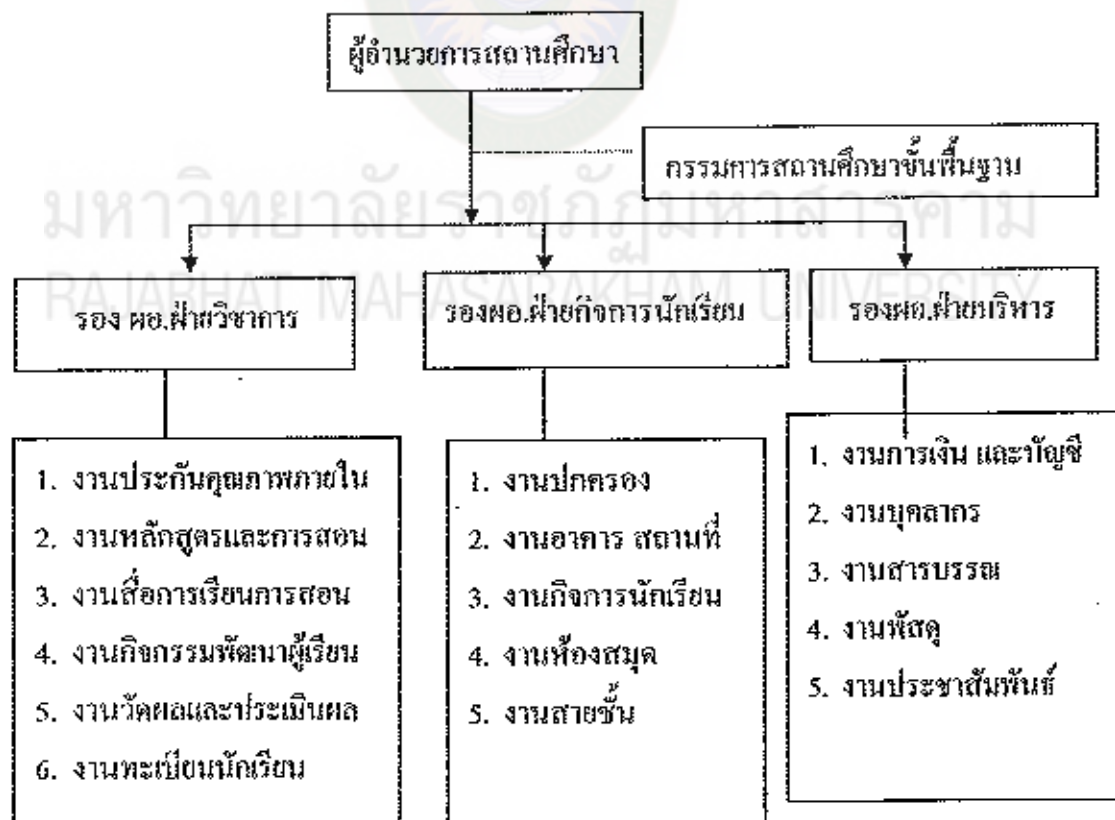 ผู้อำนวยการสถานศึกษา
กรรมการสถานศึกษาขั้นพื้นฐาน
มหาวิทยาลัยราชภัฏมหาสารคาม
RAJABHAT MAHASARAKHAM UNIVERSITY
รอง ผอ.ฝ่ายวิชาการ
รองผอ.ฝ่ายกิจการนักเรียน
รองผอ.ฝ่ายบริหาร
1. งานประกันคุณภาพภายใน
2. งานหลักสูตรและการสอน
3. งานสื่อการเรียนการสอน
4. งานกิจกรรมพัฒนาผู้เรียน
5. งานวัดผลและประเมินผล
6. งานทะเบียนนักเรียน
1. งานปกครอง
2. งานอาคาร สถานที่
3. งานกิจการนักเรียน
4. งานห้องสมุด
5. งานสายชั้น
1. งานการเงิน และบัญชี
2. งานบุคลากร
3. งานสารบรรณ
4. งานพัสดุ
5. งานประชาสัมพันธ์